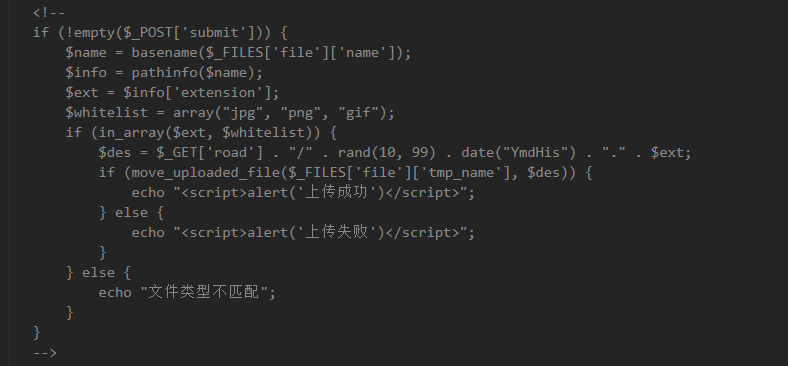 <!--
if (!empty($_POST['submit'])) {
    $name = basename($_FILES['file']['name']);
    $info = pathinfo($name);
    $ext = $info['extension'];
    $whitelist = array("jpg", "png", "gif");
    if (in_array($ext, $whitelist)) {
        $des = $_GET['road'] . "/" . rand(10, 99) . date("YmdHis") . "." . $ext;
        if (move_uploaded_file($_FILES['file']['tmp_name'], $des)) {
            echo "<script>alert('上传成功')</script>";
        } else {
            echo "<script>alert('上传失败')</script>";
        }
    } else {
        echo "文件类型不匹配";
    }
}
-->